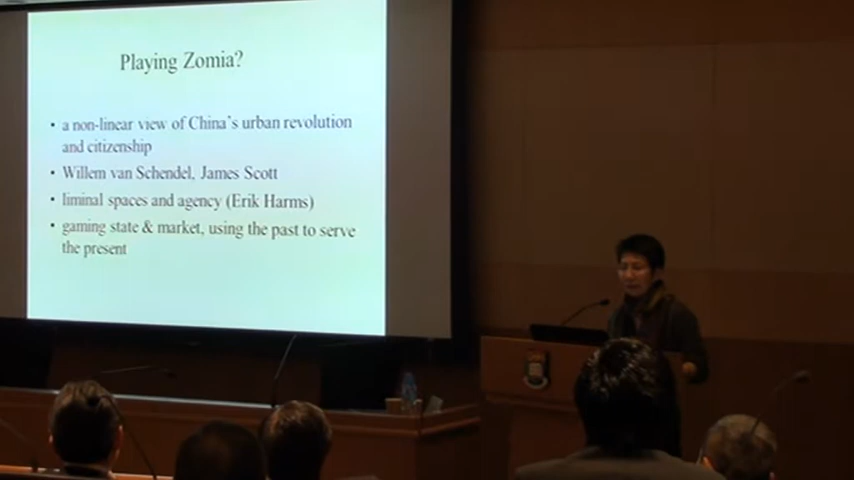 Playing Zomia?
• a non-linear view of China's urban revolution
and citizenship
• Willem van Schendel, James Scott
• liminal spaces and agency (Erik Harms)
• gaming state & market, using the past to serve
the present